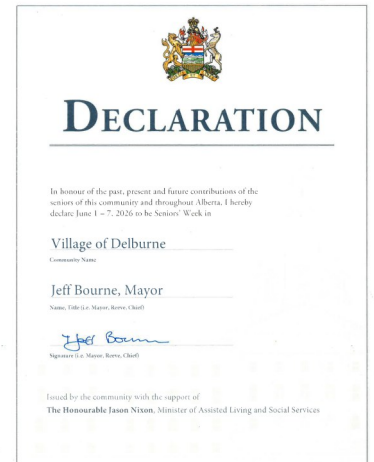 DECLARATION
In honour of the past, present and future contributions of the
seniors of this community and throughout Alberta, I hereby
declare June 1 – 7, 2026 to be Seniors' Week in
Village of Delburne
Community Name
Jeff Bourne, Mayor
Name, Title (i.e. Mayor, Reeve, Chief)
Jeff Bourne
Signature (i.e. Mayor, Reeve, Chief)
Issued by the community with the support of
The Honourable Jason Nixon, Minister of Assisted Living and Social Services